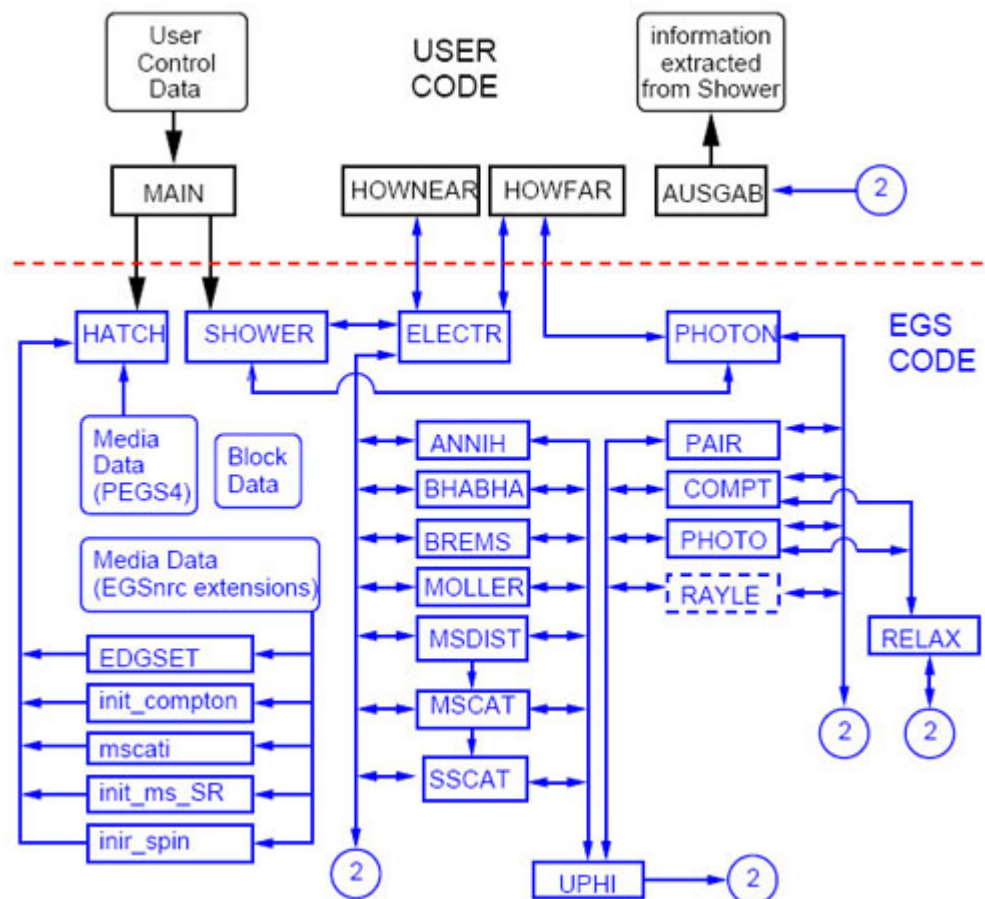 User
Control
Data
USER
CODE
information
extracted
from Shower
MAIN
HOWNEAR
HOWFAR
AUSGAB
2
HATCH
SHOWER
ELECTR
PHOTON
EGS
CODE
Media
Data
(PEGS4)
Block
Data
ANNIH
BHABHA
BREMS
MOLLER
MSDIST
MSCAT
SSCAT
PAIR
COMPT
PHOTO
RAYLE
RELAX
Media Data
(EGSnrc extensions)
EDGSET
init_compton
mscati
init_ms_SR
inir_spin
2
2
2
UPHI
2